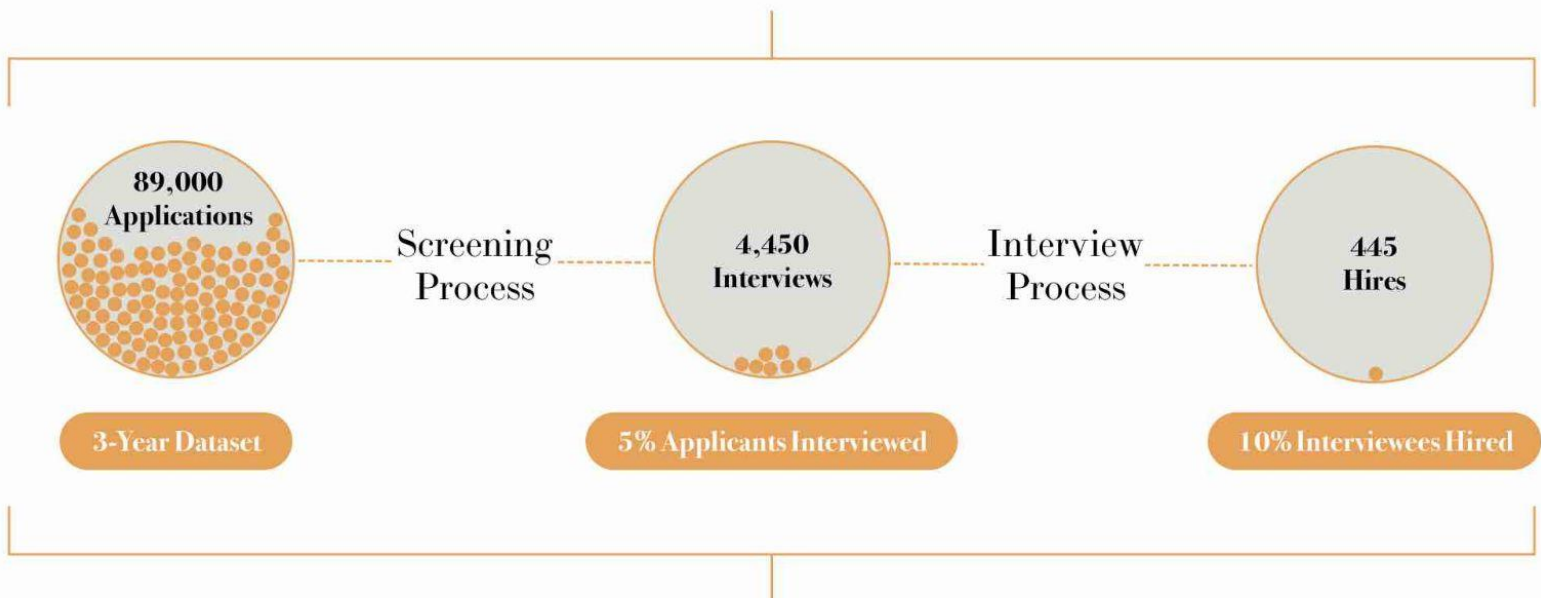 89,000
Applications
Screening
Process
4,450
Interviews
Interview
Process
445
Hires
3-Year Dataset
5% Applicants Interviewed
10% Interviewees Hired